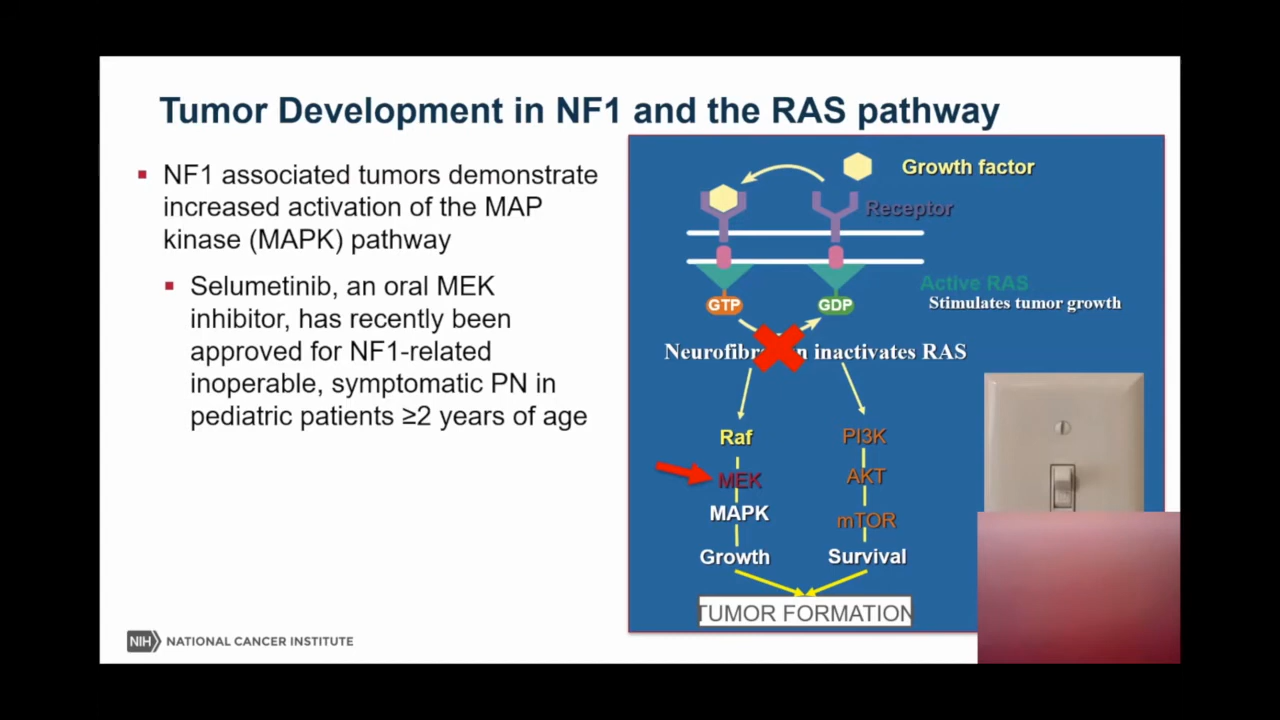 Tumor Development in NF1 and the RAS pathway
NF1 associated tumors demonstrate
increased activation of the MAP
kinase (MAPK) pathway
Selumetinib, an oral MEK
inhibitor, has recently been
approved for NF1-related
inoperable, symptomatic PN in
pediatric patients ≥2 years of age
Growth factor
Receptor
Active RAS
Stimulates tumor growth
GTP
GDP
inactivates RAS
Raf
PI3K
MEK
AKT
MAPK
mTOR
Growth
Survival
TUMOR FORMATION
NIH NATIONAL CANCER INSTITUTE